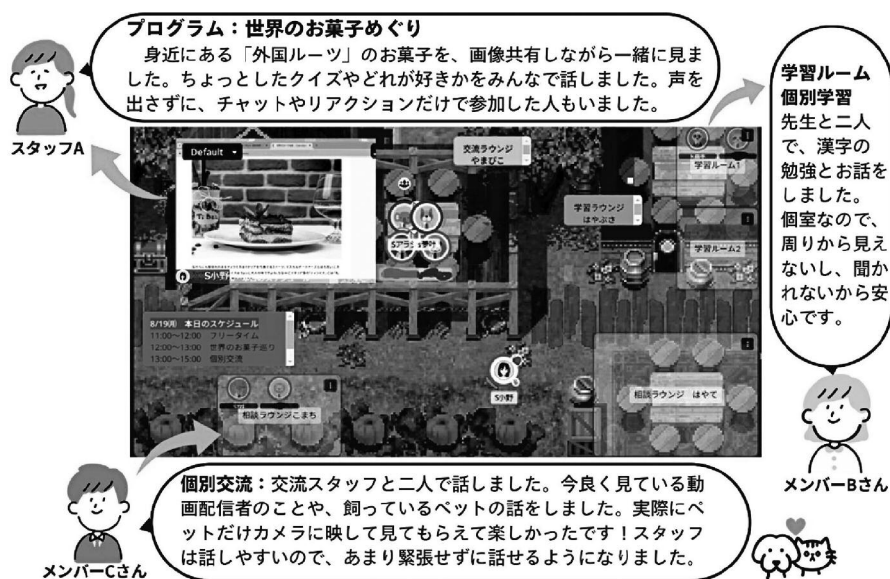 プログラム：世界のお菓子めぐり
身近にある「外国ルーツ」のお菓子を、画像共有しながら一緒に見ま
した。ちょっとしたクイズやどれが好きかをみんなで話しました。声を
出さずに、チャットやリアクションだけで参加した人もいました。
スタッフA
学習ルーム
個別学習
先生と二人
で、漢字の
勉強とお話を
しました。
個室なので、
周りから見え
ないし、聞か
れないから安
心です。
メンバーBさん
Default
交流ラウンジ
やまびこ
学習ルーム1
学習ラウンジ
はやぶさ
学習ルーム2
S小野
8/19㈪ 本日のスケジュール
11:00～12:00 フリータイム
12:00～13:00 世界のお菓子巡り
13:00～15:00 個別交流
S小野
相談ラウンジこまち
相談ラウンジ はやて
個別交流：交流スタッフと二人で話しました。今良く見ている動
画配信者のことや、飼っているペットの話をしました。実際にペ
ットだけカメラに映して見てもらえて楽しかったです！スタッフ
は話しやすいので、あまり緊張せずに話せるようになりました。
メンバーCさん